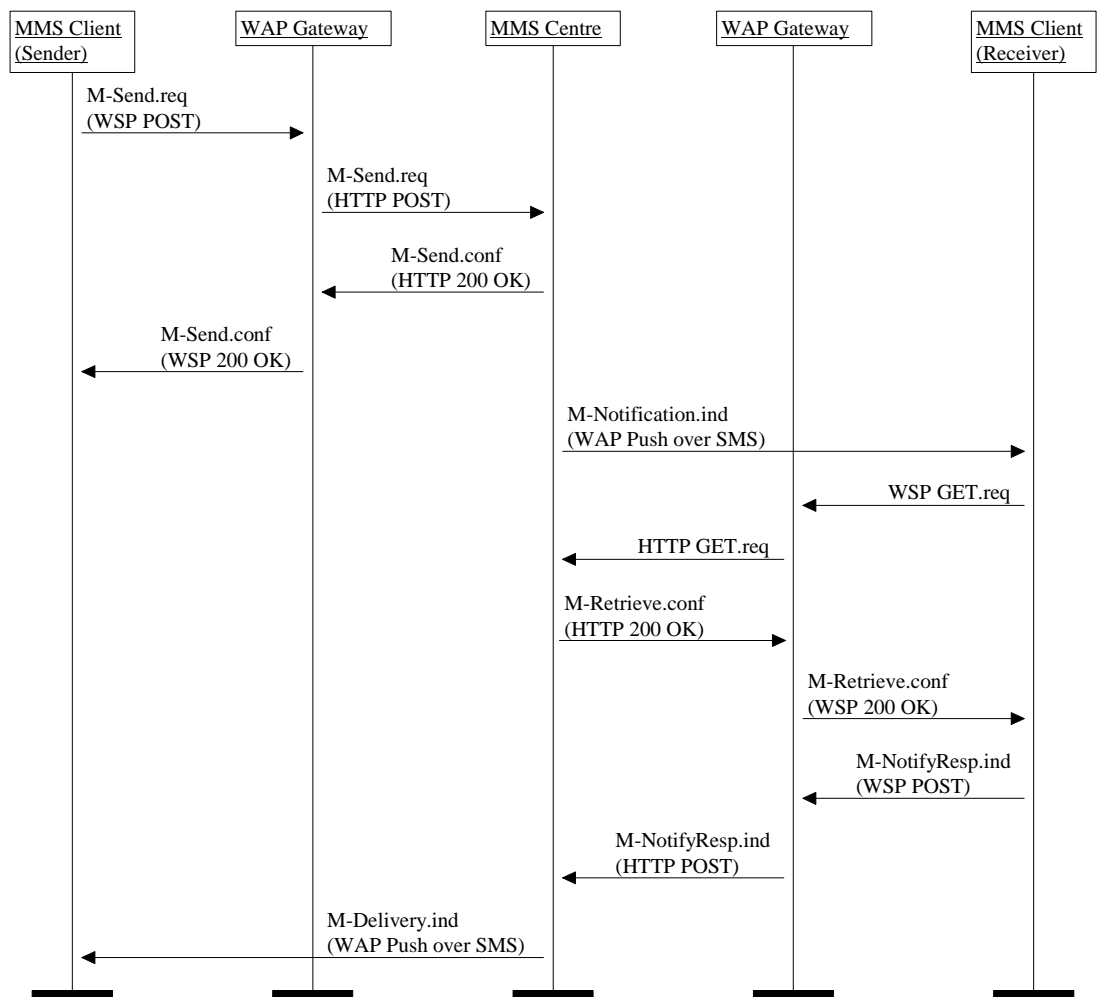 MMS Client
(Sender)
WAP Gateway
MMS Centre
WAP Gateway
MMS Client
(Receiver)
M-Send.req
(WSP POST)
M-Send.req
(HTTP POST)
M-Send.conf
(HTTP 200 OK)
M-Send.conf
(WSP 200 OK)
M-Notification.ind
(WAP Push over SMS)
WSP GET.req
HTTP GET.req
M-Retrieve.conf
(HTTP 200 OK)
M-Retrieve.conf
(WSP 200 OK)
M-NotifyResp.ind
(WSP POST)
M-NotifyResp.ind
(HTTP POST)
M-Delivery.ind
(WAP Push over SMS)